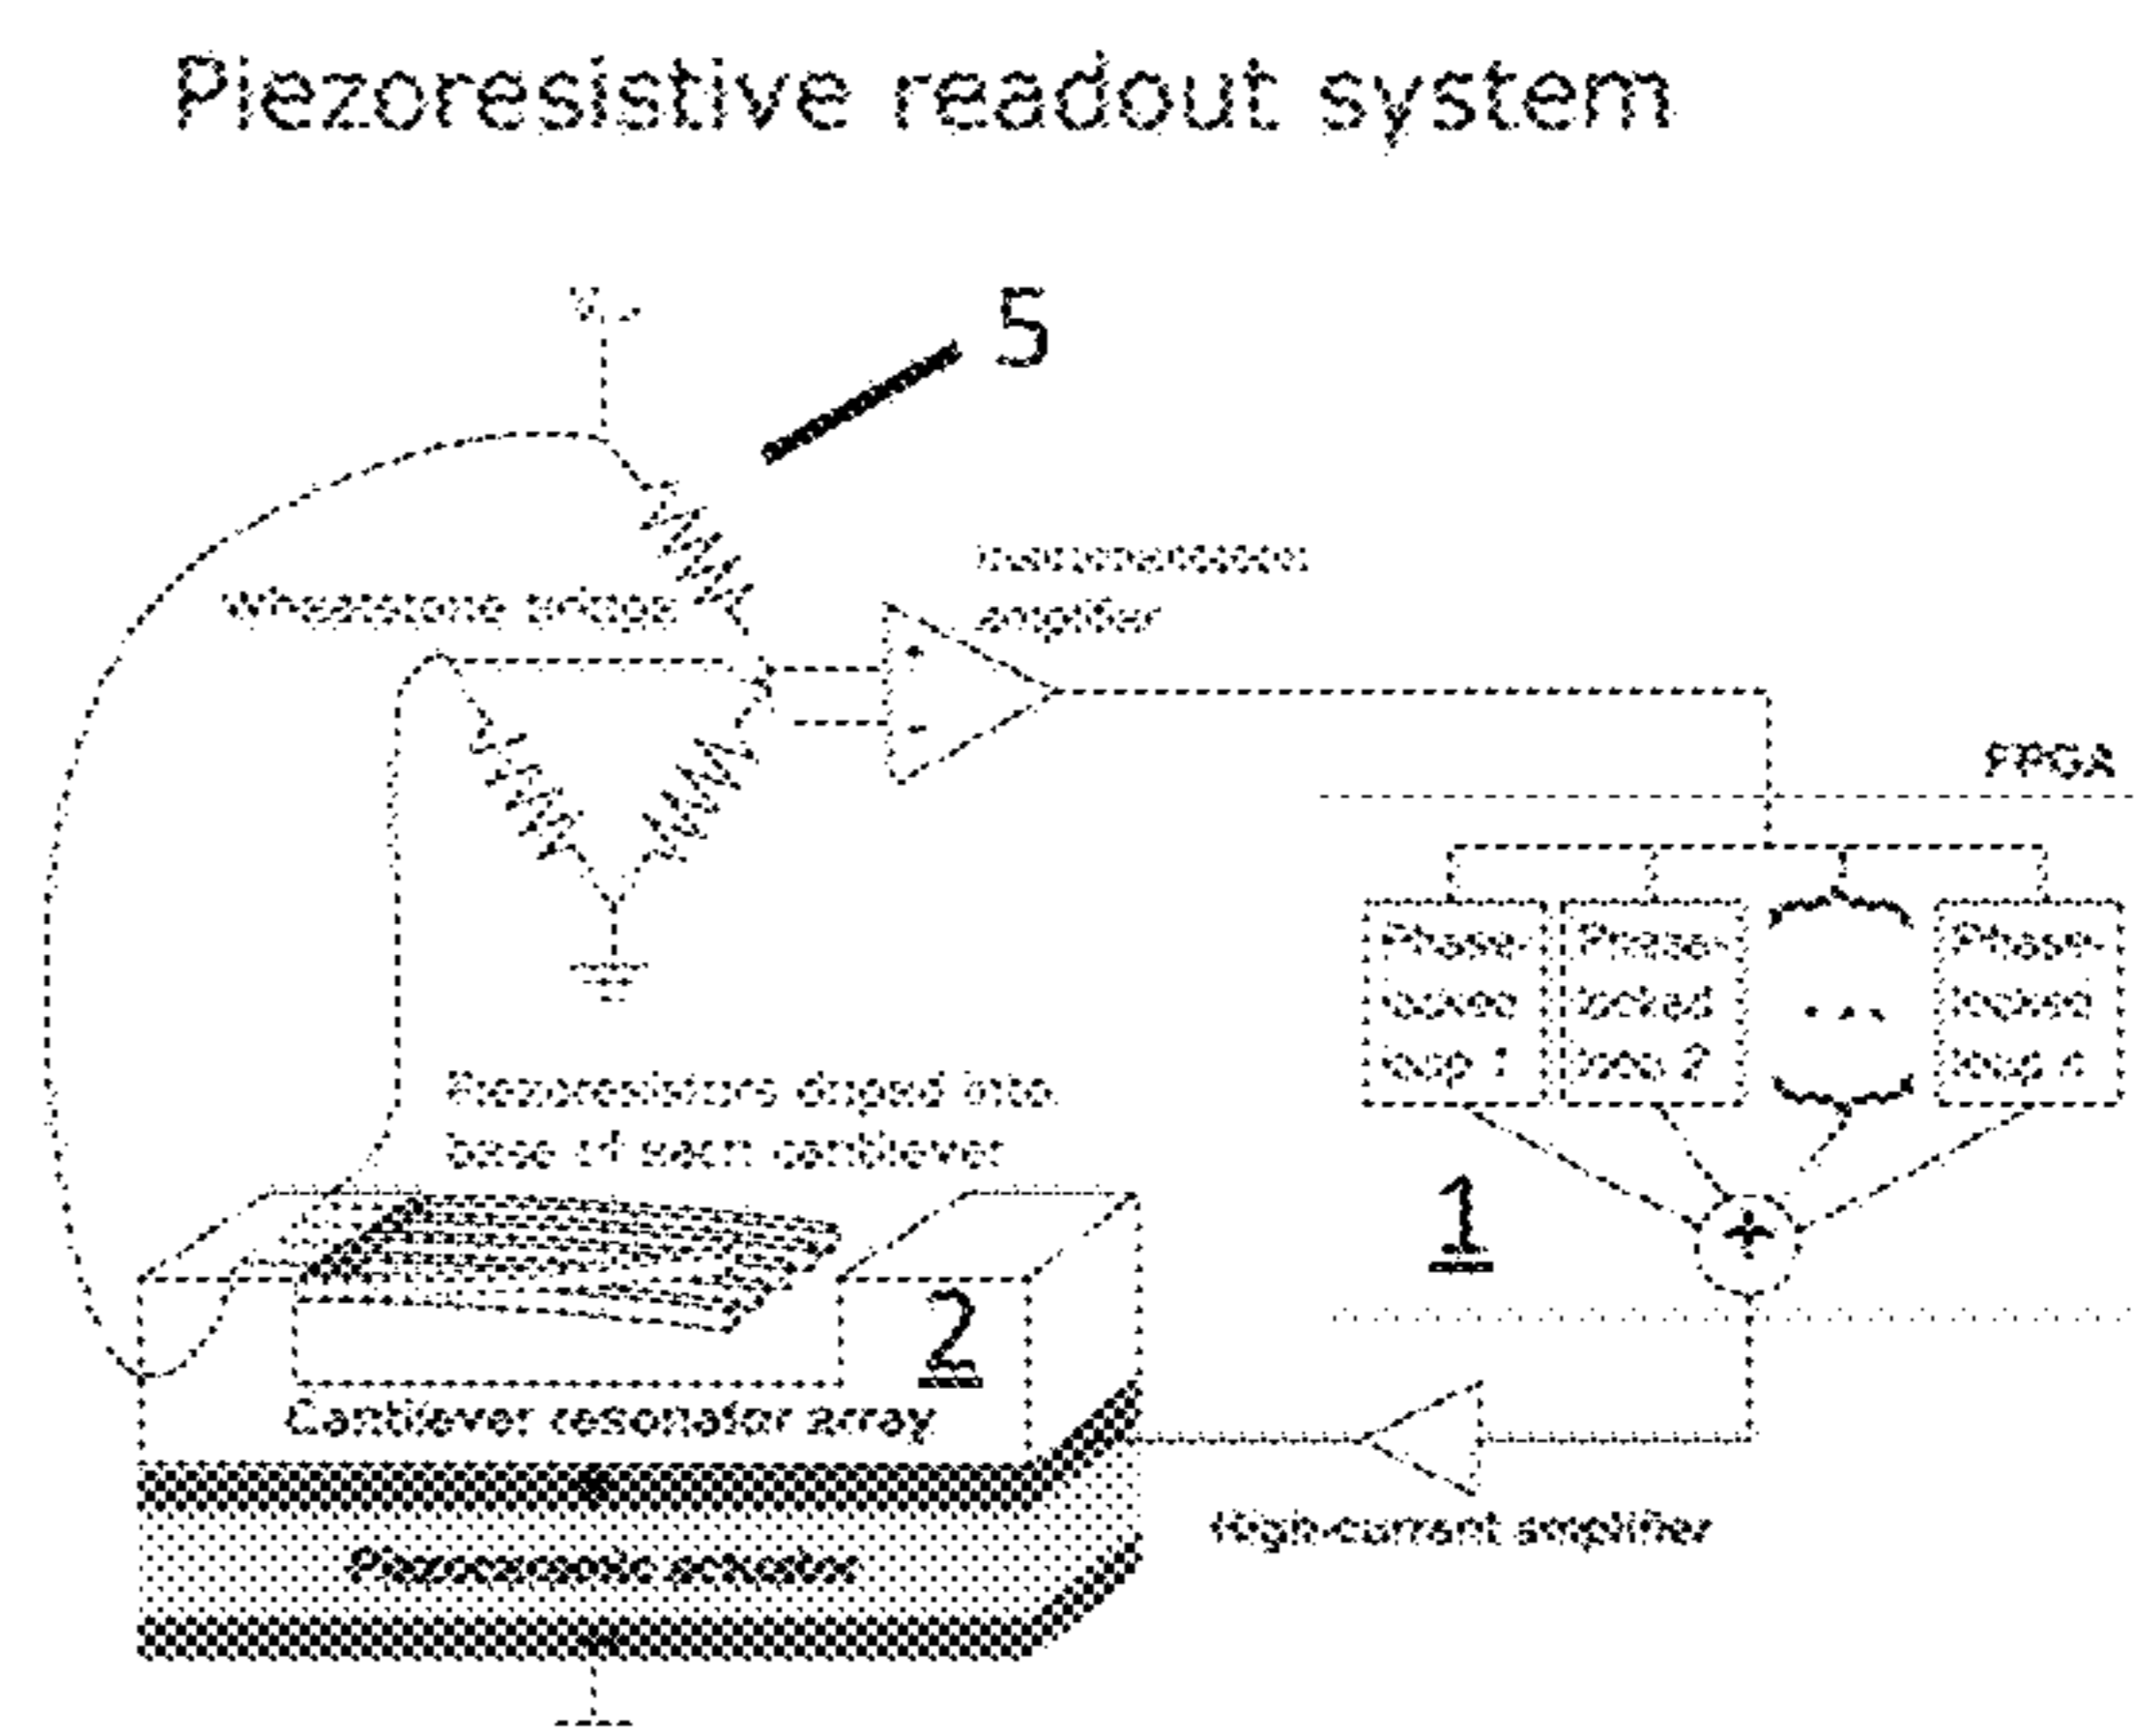 Piezoresistive readout system
5
Instrumentation
amplifier
Wheatstone bridge
+
-
FPGA
Phase- Phase- Phase-
locked locked ... locked
loop 1 loop 2 loop n
Piezoresistors doped into
base of each cantilever
1
+
2
Cantilever resonator array
High-current amplifier
Piezoceramic actuator